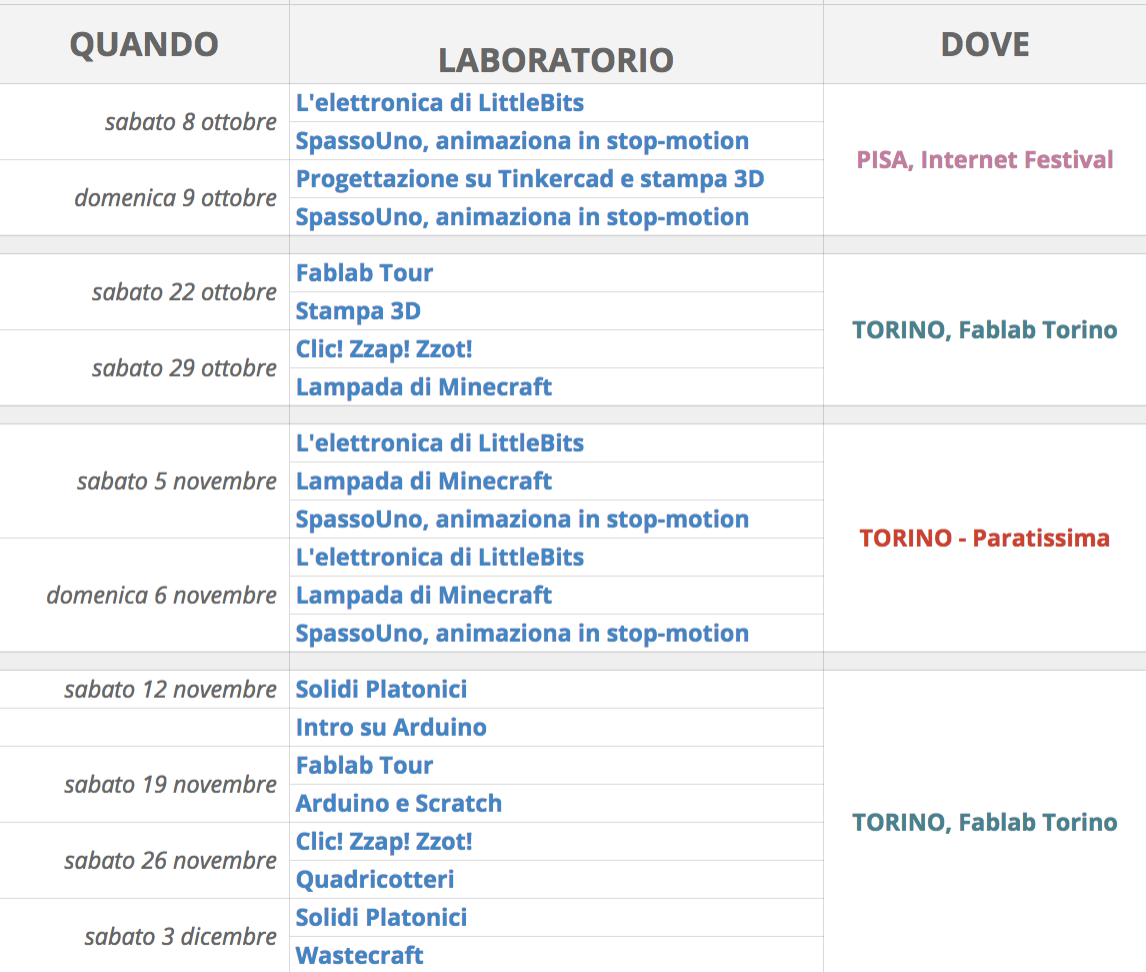 QUANDO
LABORATORIO
DOVE
sabato 8 ottobre
L'elettronica di LittleBits
SpassoUno, animaziona in stop-motion
PISA, Internet Festival
domenica 9 ottobre
Progettazione su Tinkercad e stampa 3D
SpassoUno, animaziona in stop-motion
sabato 22 ottobre
Fablab Tour
Stampa 3D
TORINO, Fablab Torino
sabato 29 ottobre
Clic! Zzap! Zzot!
Lampada di Minecraft
sabato 5 novembre
L'elettronica di LittleBits
Lampada di Minecraft
SpassoUno, animaziona in stop-motion
TORINO - Paratissima
domenica 6 novembre
L'elettronica di LittleBits
Lampada di Minecraft
SpassoUno, animaziona in stop-motion
sabato 12 novembre
Solidi Platonici
Intro su Arduino
sabato 19 novembre
Fablab Tour
Arduino e Scratch
TORINO, Fablab Torino
sabato 26 novembre
Clic! Zzap! Zzot!
Quadricotteri
sabato 3 dicembre
Solidi Platonici
Wastecraft